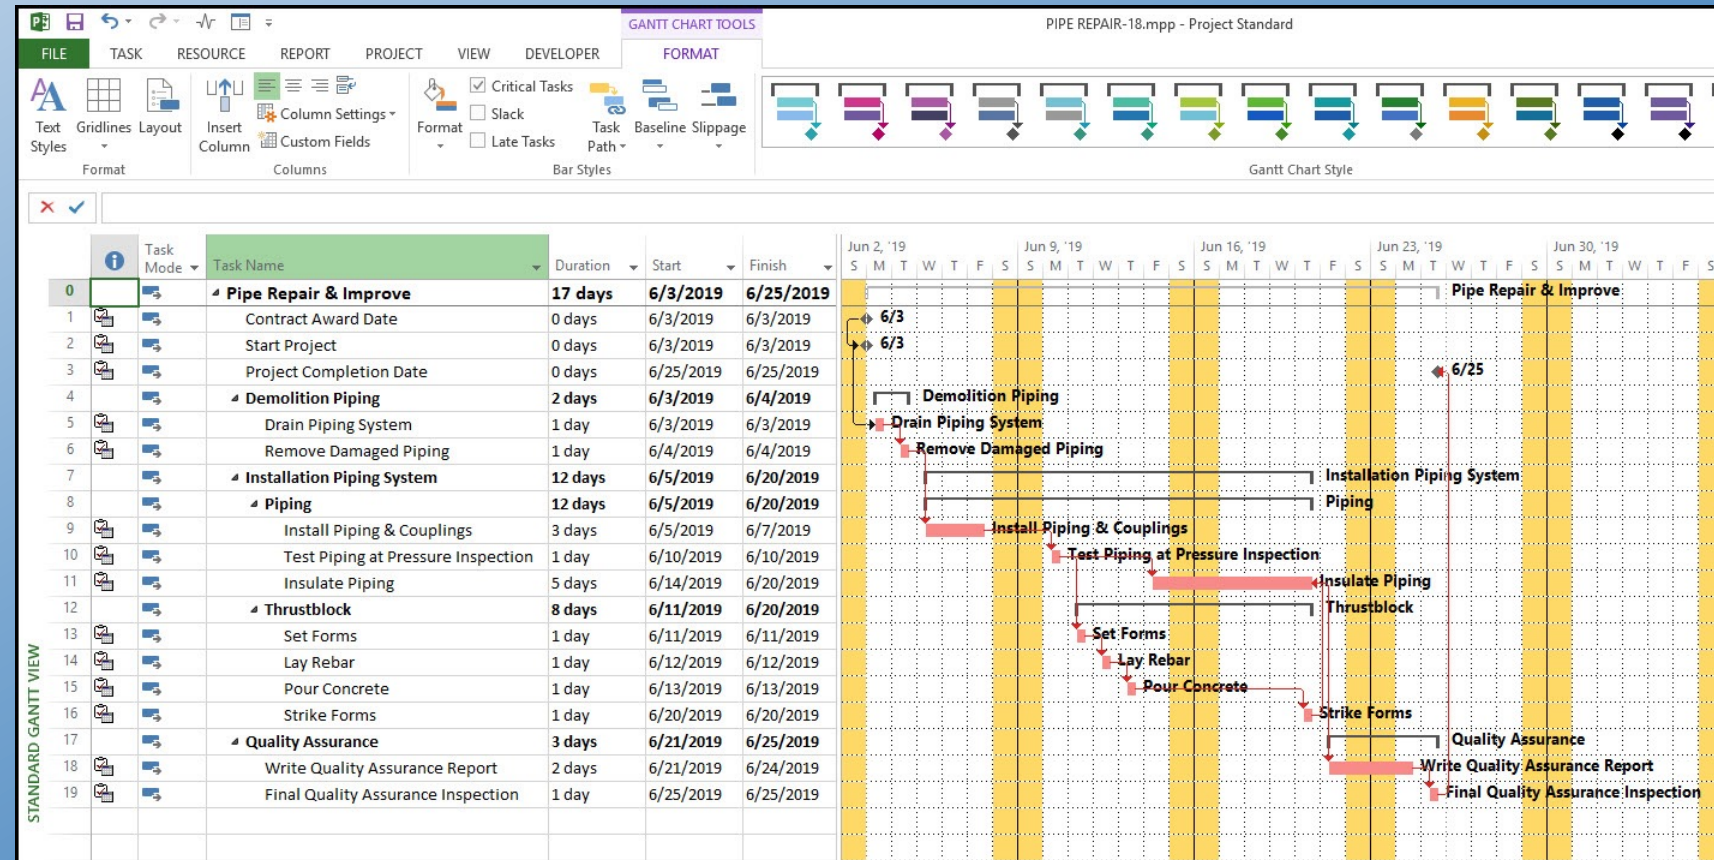 GANTT CHART TOOLS
PIPE REPAIR-18.mpp - Project Standard
FILE TASK RESOURCE REPORT PROJECT VIEW DEVELOPER FORMAT
Text Styles
Gridlines
Layout
Format
Insert Column
Column Settings
Custom Fields
Columns
Format
Critical Tasks
Slack
Late Tasks
Task Path
Baseline
Slippage
Bar Styles
Gantt Chart Style
Task Mode Task Name Duration Start Finish
Jun 2, '19 Jun 9, '19 Jun 16, '19 Jun 23, '19 Jun 30, '19
S M T W T F S S M T W T F S S M T W T F S S M T W T F S S M T W T F S
0 Pipe Repair & Improve 17 days 6/3/2019 6/25/2019 Pipe Repair & Improve
1 Contract Award Date 0 days 6/3/2019 6/3/2019 6/3
2 Start Project 0 days 6/3/2019 6/3/2019 6/3
3 Project Completion Date 0 days 6/25/2019 6/25/2019 6/25
4 Demolition Piping 2 days 6/3/2019 6/4/2019 Demolition Piping
5 Drain Piping System 1 day 6/3/2019 6/3/2019 Drain Piping System
6 Remove Damaged Piping 1 day 6/4/2019 6/4/2019 Remove Damaged Piping
7 Installation Piping System 12 days 6/5/2019 6/20/2019 Installation Piping System
8 Piping 12 days 6/5/2019 6/20/2019 Piping
9 Install Piping & Couplings 3 days 6/5/2019 6/7/2019 Install Piping & Couplings
10 Test Piping at Pressure Inspection 1 day 6/10/2019 6/10/2019 Test Piping at Pressure Inspection
11 Insulate Piping 5 days 6/14/2019 6/20/2019 Insulate Piping
12 Thrustblock 8 days 6/11/2019 6/20/2019 Thrustblock
13 Set Forms 1 day 6/11/2019 6/11/2019 Set Forms
14 Lay Rebar 1 day 6/12/2019 6/12/2019 Lay Rebar
15 Pour Concrete 1 day 6/13/2019 6/13/2019 Pour Concrete
16 Strike Forms 1 day 6/20/2019 6/20/2019 Strike Forms
17 Quality Assurance 3 days 6/21/2019 6/25/2019 Quality Assurance
18 Write Quality Assurance Report 2 days 6/21/2019 6/24/2019 Write Quality Assurance Report
19 Final Quality Assurance Inspection 1 day 6/25/2019 6/25/2019 Final Quality Assurance Inspection
STANDARD GANTT VIEW